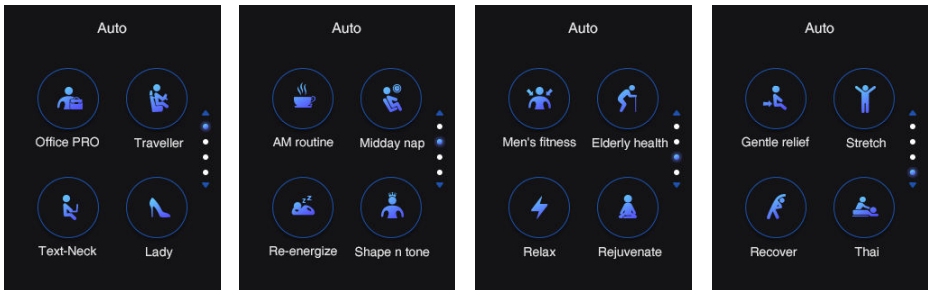 Auto
Office PRO
Traveller
Text-Neck
Lady
Auto
AM routine
Midday nap
Re-energize
Shape n tone
Auto
Men's fitness
Elderly health
Relax
Rejuvenate
Auto
Gentle relief
Stretch
Recover
Thai